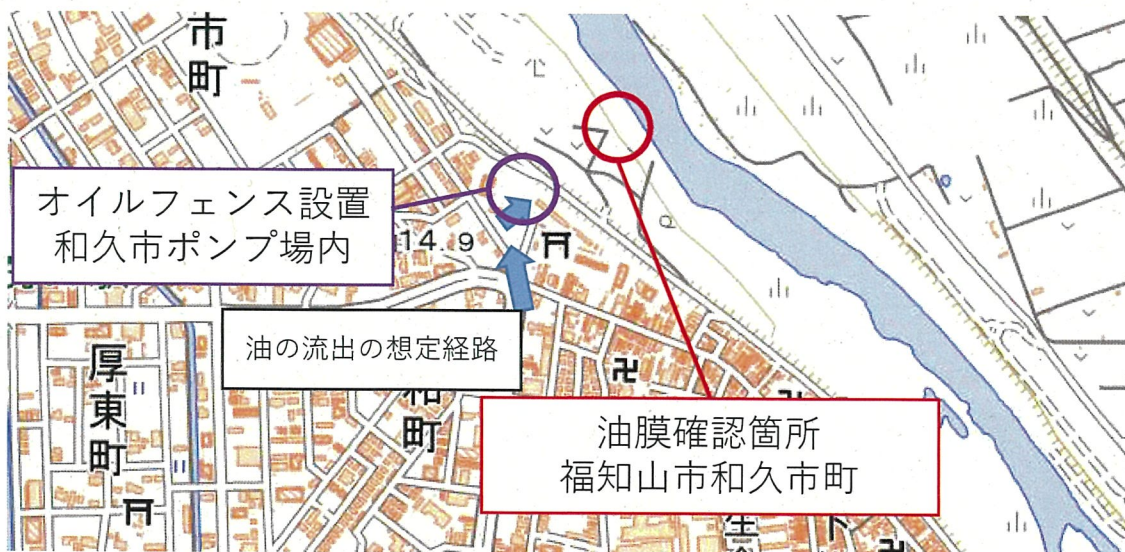 市町
オイルフェンス設置
和久市ポンプ場内
14.9
油の流出の想定経路
厚東町
和町
油膜確認箇所
福知山市和久市町